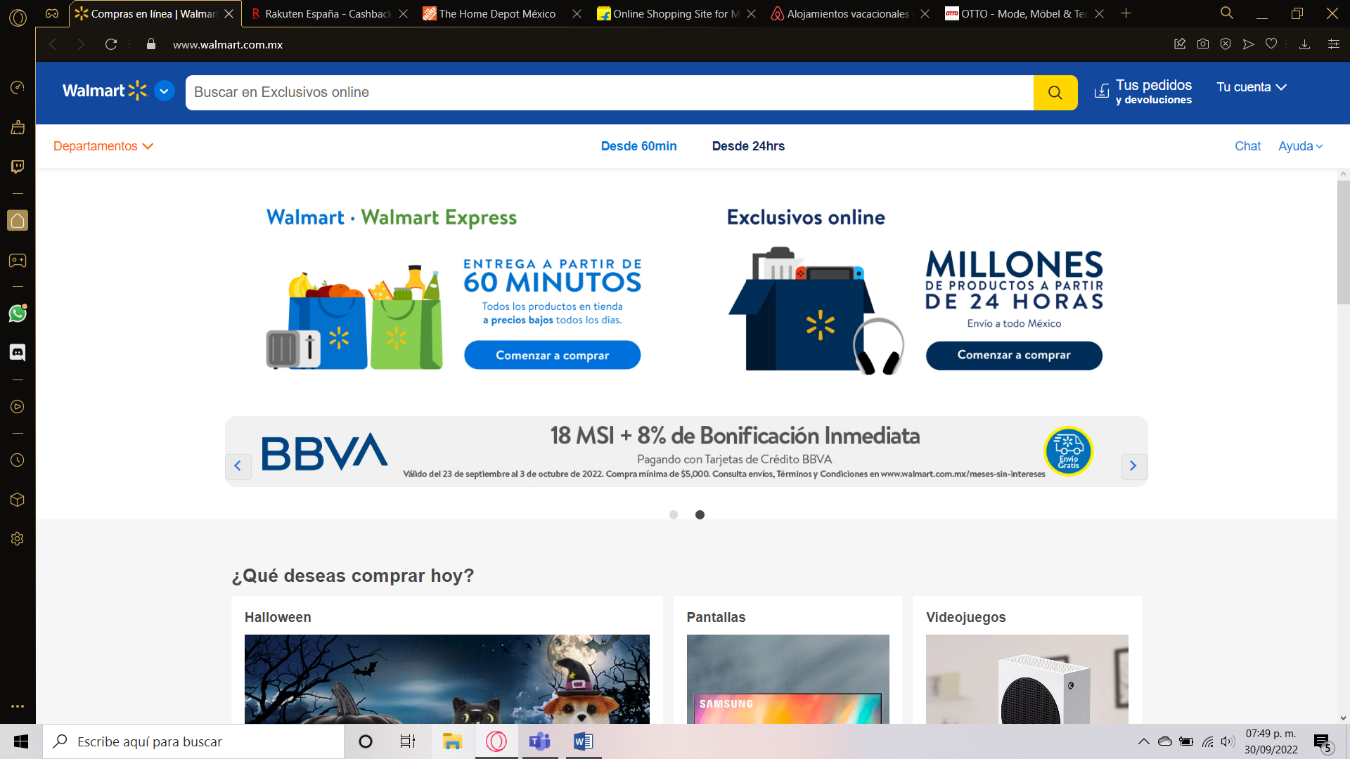 Compras en línea | Walmar
Rakuten España - Cashback
The Home Depot México
Online Shopping Site for M
Alojamientos vacacionales
OTTO - Mode, Möbel & Tec
www.walmart.com.mx
Walmart
Buscar en Exclusivos online
Tus pedidos
y devoluciones
Tu cuenta
Departamentos
Desde 60min
Desde 24hrs
Chat
Ayuda
Walmart · Walmart Express
ENTREGA A PARTIR DE
60 MINUTOS
Todos los productos en tienda
a precios bajos todos los días.
Comenzar a comprar
Exclusivos online
MILLONES
DE PRODUCTOS A PARTIR
DE 24 HORAS
Envío a todo México
Comenzar a comprar
BBVA
18 MSI + 8% de Bonificación Inmediata
Pagando con Tarjetas de Crédito BBVA
Válido del 23 de septiembre al 3 de octubre de 2022. Compra mínima de $5,000. Consulta envíos, Términos y Condiciones en www.walmart.com.mx/meses-sin-intereses
Envío
Gratis
¿Qué deseas comprar hoy?
Halloween
Pantallas
Videojuegos
SAMSUNG
Escribe aquí para buscar
07:49 p. m.
30/09/2022
5